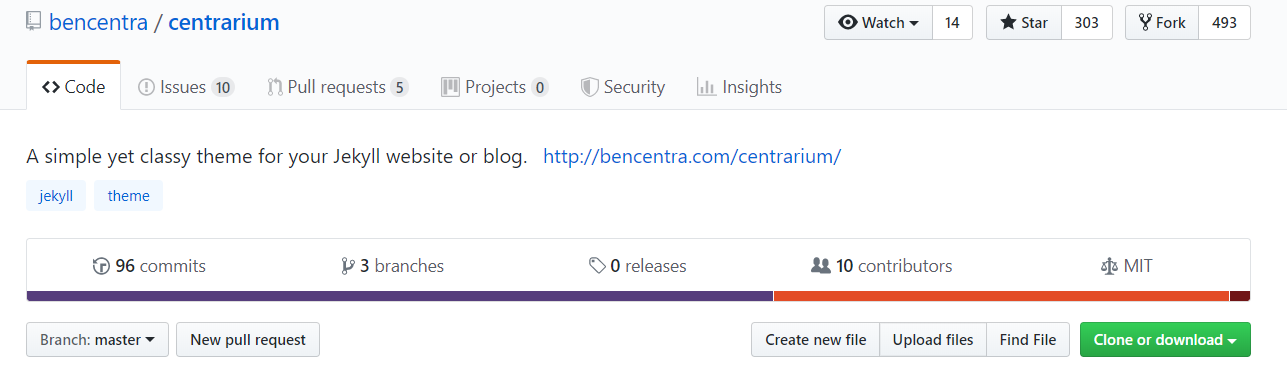 bencentra / centrarium Watch 14 Star 303 Fork 493
Code Issues 10 Pull requests 5 Projects 0 Security Insights
A simple yet classy theme for your Jekyll website or blog. http://bencentra.com/centrarium/
jekyll theme
96 commits 3 branches 0 releases 10 contributors MIT
Branch: master New pull request Create new file Upload files Find File Clone or download